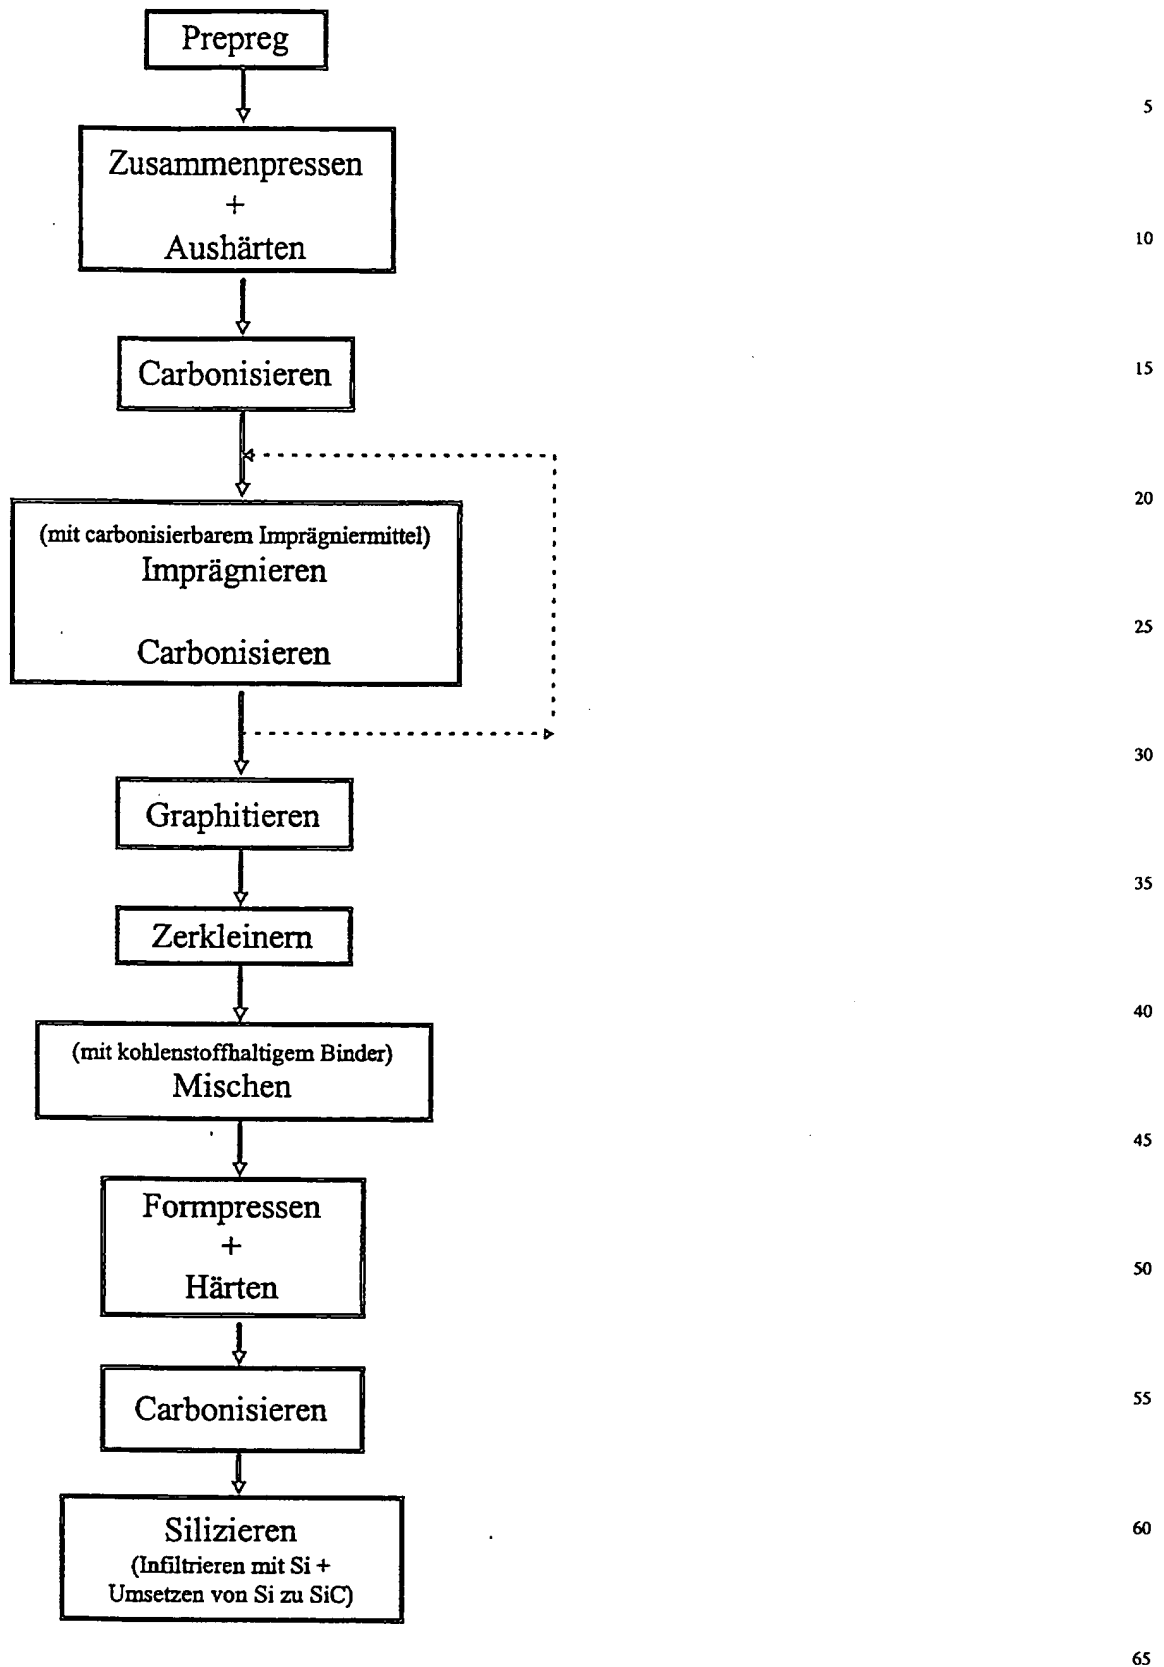 Prepreg
5
Zusammenpressen
+
10
Aushärten
15
Carbonisieren
20
(mit carbonisierbarem Imprägniermittel)
Imprägnieren
25
Carbonisieren
30
Graphitieren
35
Zerkleinern
40
(mit kohlenstoffhaltigem Binder)
Mischen
45
Formpressen
+
50
Härten
55
Carbonisieren
60
Silizieren
(Infiltrieren mit Si +
Umsetzen von Si zu SiC)
65